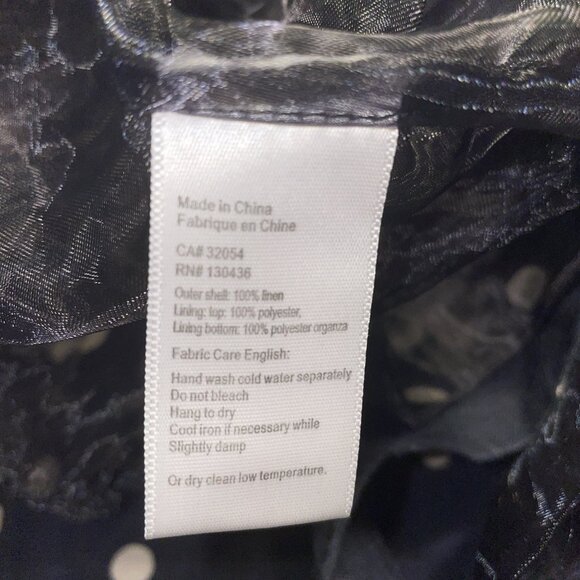 Made in China
Fabrique en Chine
CA# 32054
RN# 130436
Outer shell: 100% linen
Lining: top: 100% polyester,
Lining bottom: 100% polyester organza
Fabric Care English:
Hand wash cold water separately
Do not bleach
Hang to dry
Cool iron if necessary while
Slightly damp
Or dry clean low temperature.